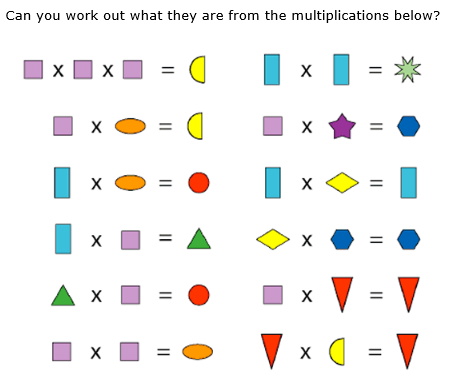 Can you work out what they are from the multiplications below?
x x = x =
x = x =
x = x =
x = x =
x = x =
x = x =